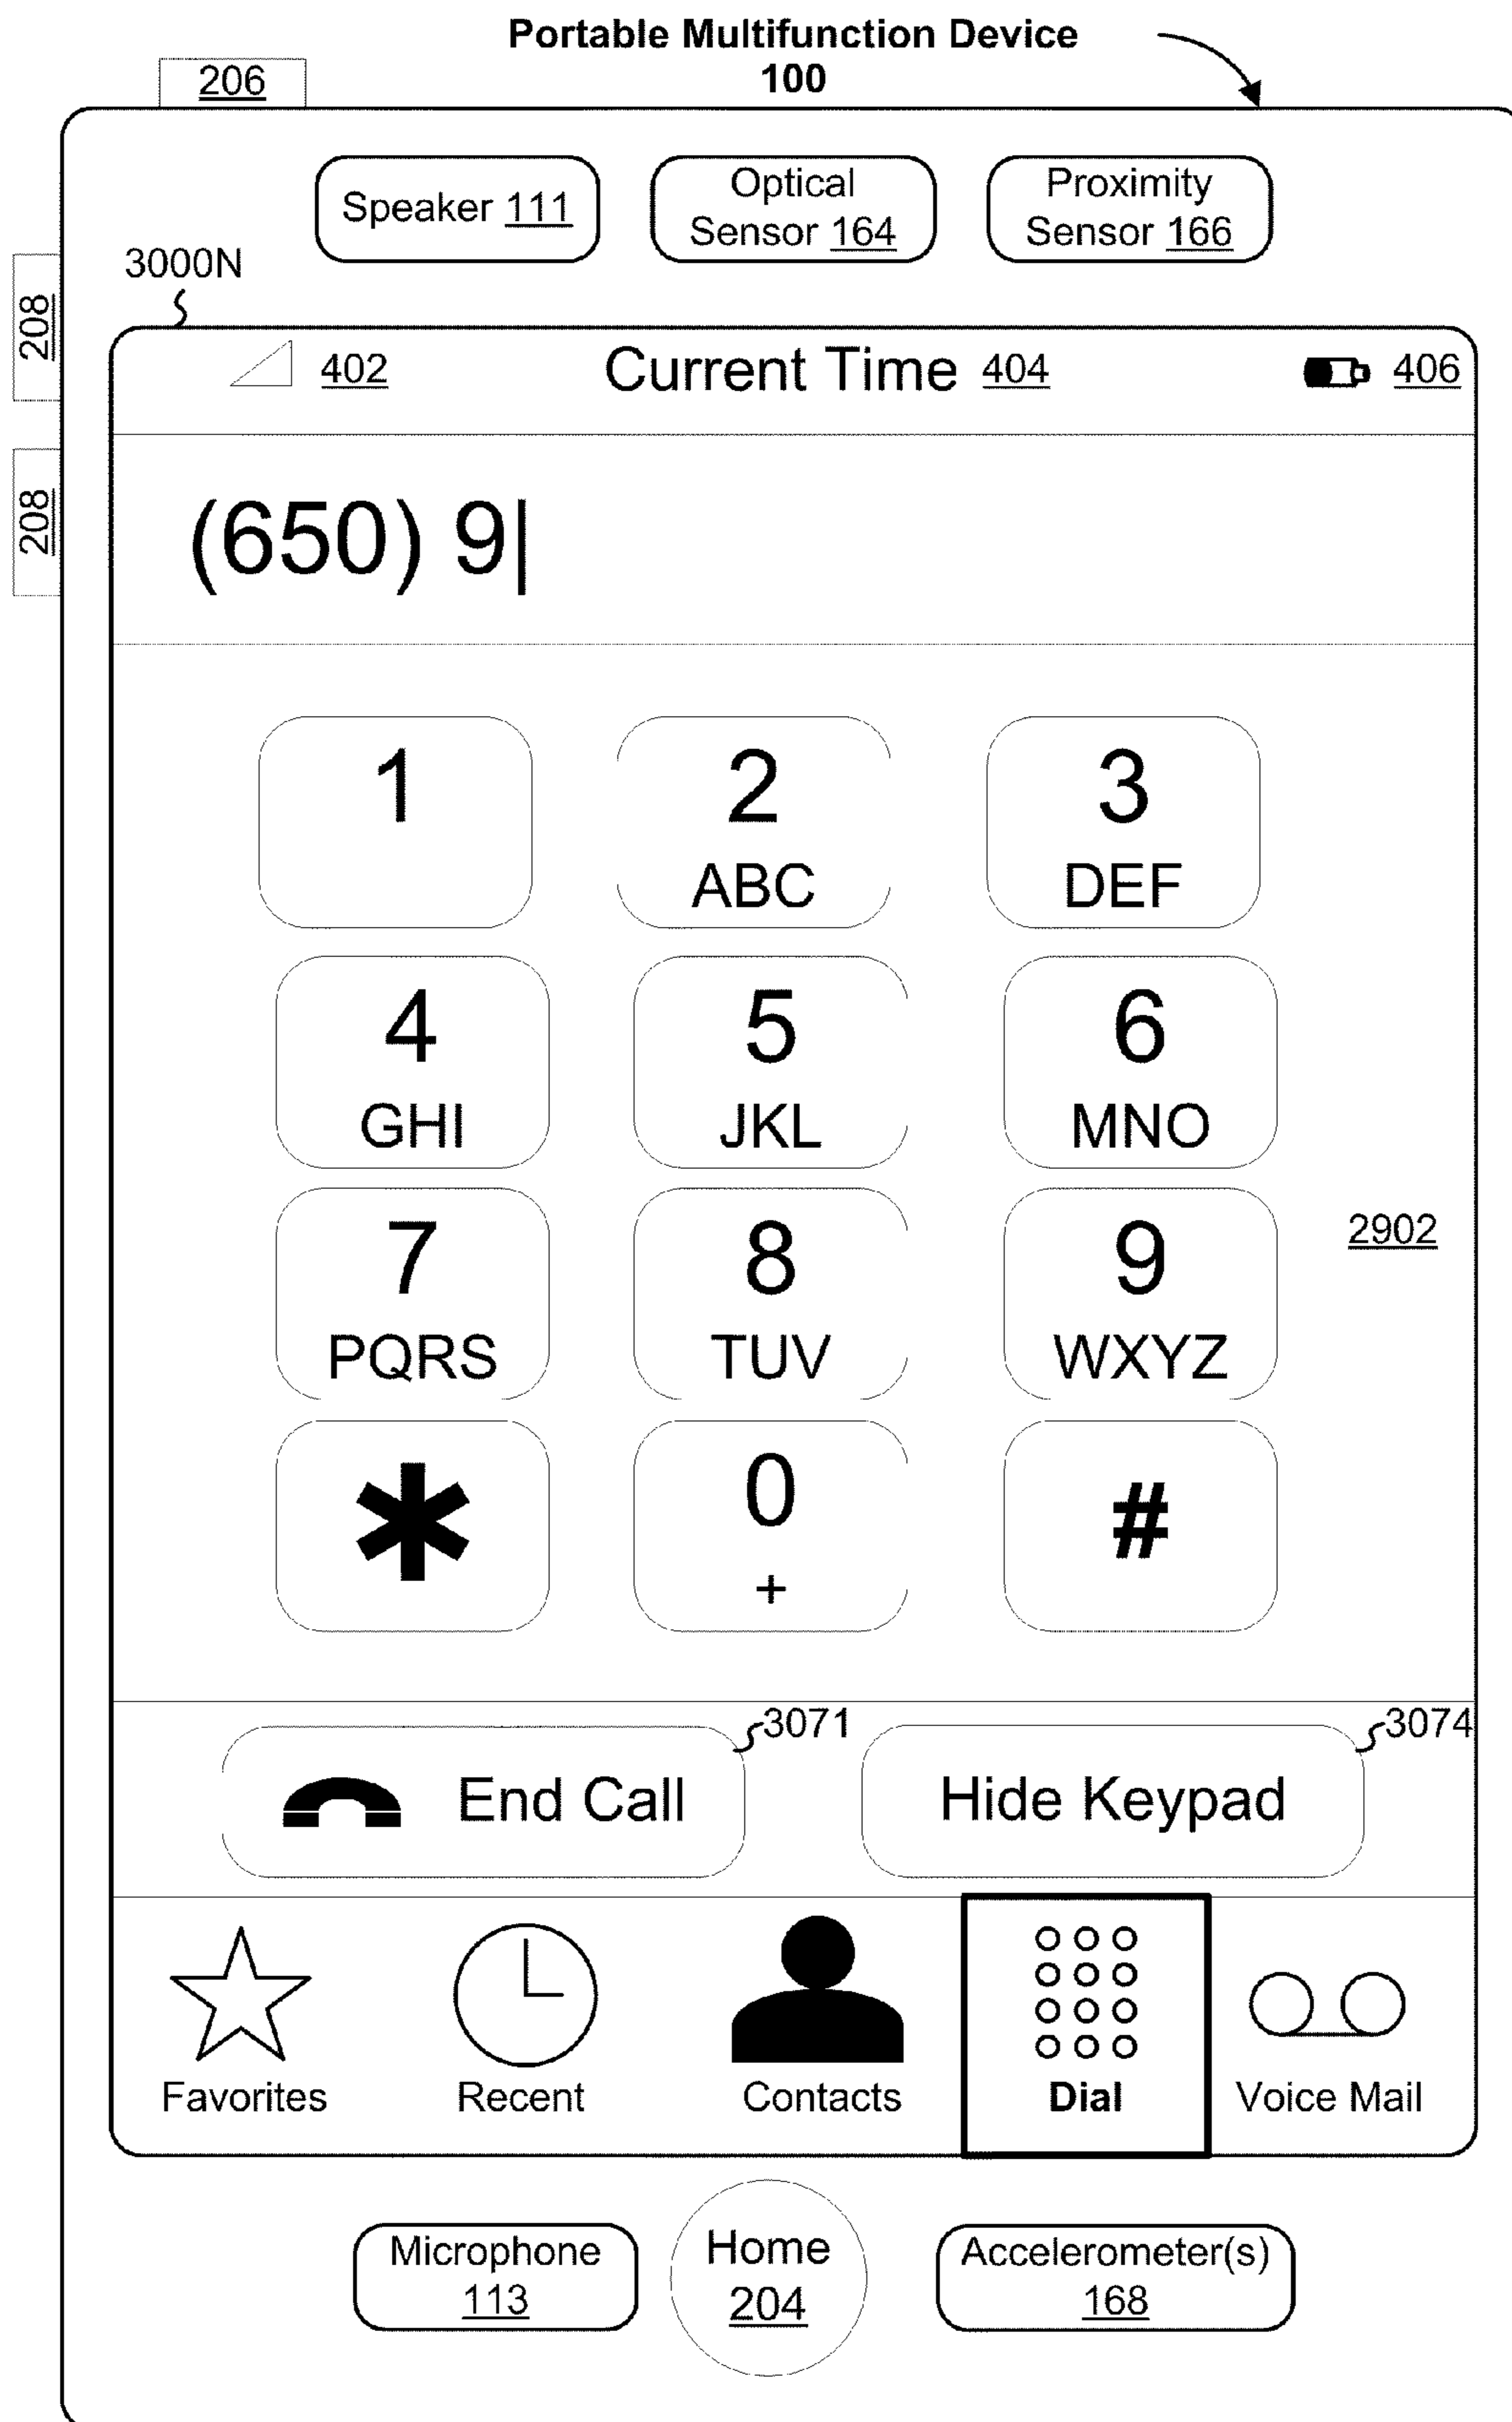 Portable Multifunction Device
100
206
Speaker 111
Optical
Sensor 164
Proximity
Sensor 166
3000N
208
208
402
Current Time 404
406
(650) 9|
1
2
ABC
3
DEF
4
GHI
5
JKL
6
MNO
7
PQRS
8
TUV
9
WXYZ
2902
*
0
+
#
3071
3074
End Call
Hide Keypad
Favorites
Recent
Contacts
Dial
Voice Mail
Microphone
113
Home
204
Accelerometer(s)
168